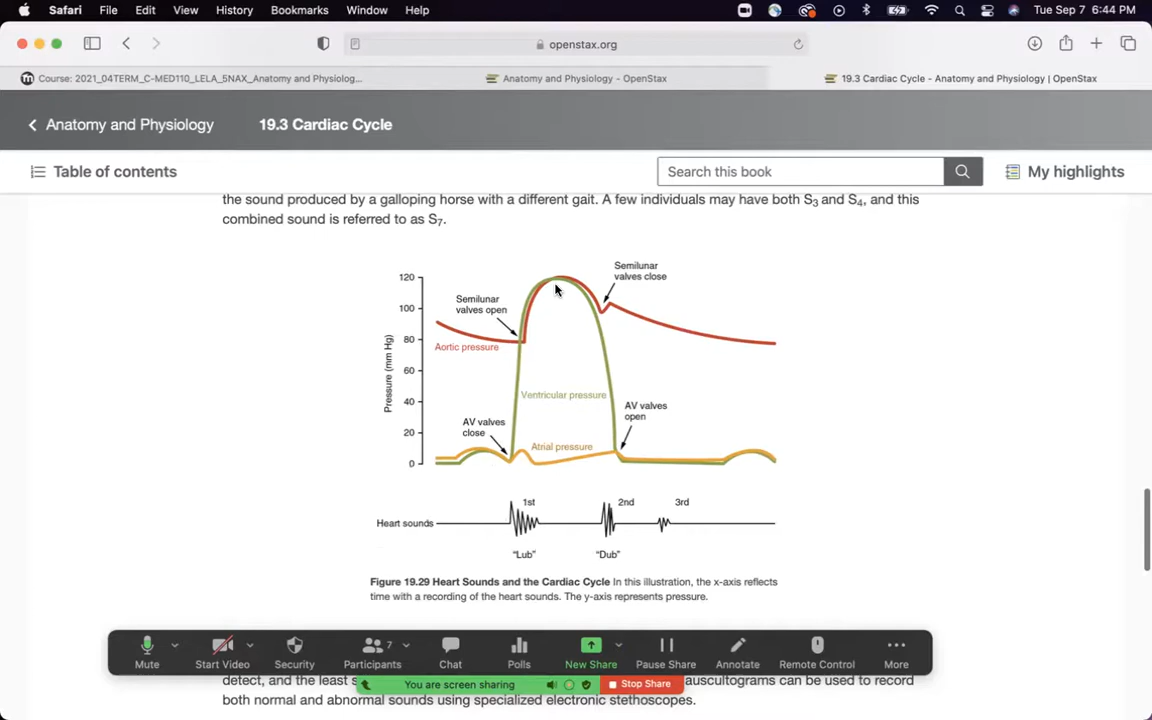 Safari File Edit View History Bookmarks Window Help Tue Sep 7 6:44 PM
openstax.org
Course: 2021_04TERM_C-MED110_LELA_5NAX_Anatomy and Physiolog... Anatomy and Physiology - OpenStax 19.3 Cardiac Cycle - Anatomy and Physiology | OpenStax
Anatomy and Physiology 19.3 Cardiac Cycle
Table of contents Search this book My highlights
the sound produced by a galloping horse with a different gait. A few individuals may have both S3 and S4, and this
combined sound is referred to as S7.
Semilunar
valves close
120
Semilunar
valves open
100
80
Aortic pressure
60
Pressure (mm Hg)
Ventricular pressure
40
AV valves
open
AV valves
close
20
Atrial pressure
0
1st 2nd 3rd
Heart sounds
“Lub” “Dub”
Figure 19.29 Heart Sounds and the Cardiac Cycle In this illustration, the x-axis reflects
time with a recording of the heart sounds. The y-axis represents pressure.
7
Mute Start Video Security Participants Chat Polls New Share Pause Share Annotate Remote Control More
You are screen sharing Stop Share
detect, and the least auscultograms can be used to record
both normal and abnormal sounds using specialized electronic stethoscopes.